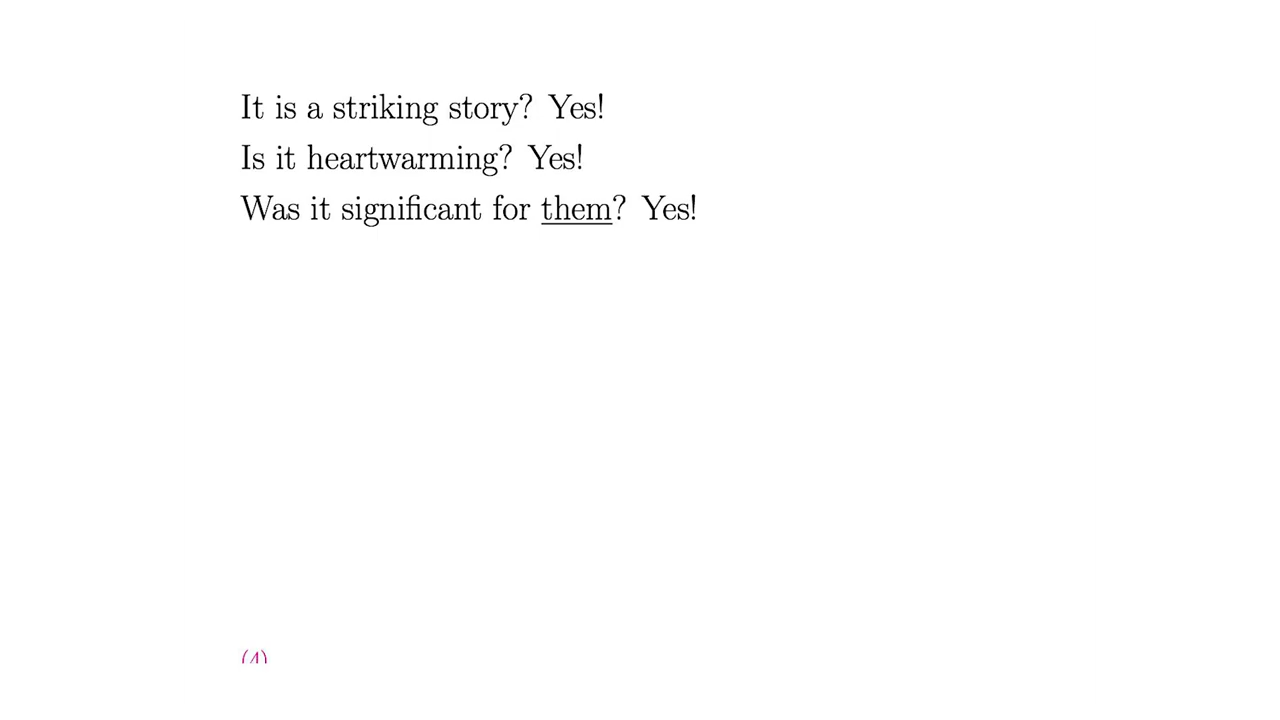 It is a striking story? Yes!
Is it heartwarming? Yes!
Was it significant for them? Yes!
(4)